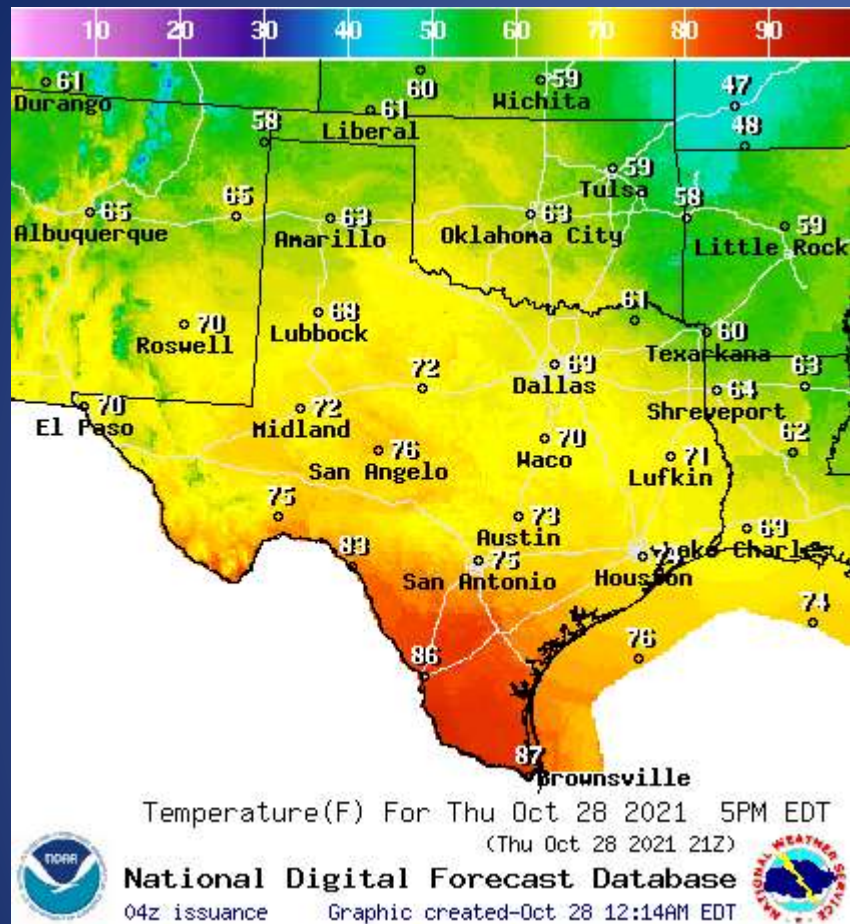 10 20 30 40 50 60 70 80 90
61
Durango
60
61
Liberal
59
Wichita
47
48
58
59
Tulsa
65
Albuquerque
65
63
Amarillo
63
Oklahoma City
58
59
Little Rock
70
Roswell
68
Lubbock
61
60
Texarkana
72
69
Dallas
64
Shreveport
63
70
El Paso
72
Midland
76
San Angelo
70
Waco
71
Lufkin
62
75
73
Austin
69
83
75
San Antonio
Houston
74
76
86
87
Brownsville
Temperature(F) For Thu Oct 28 2021 5PM EDT
(Thu Oct 28 2021 21Z)
NOAA
National Digital Forecast Database
04z issuance Graphic created-Oct 28 12:14AM EDT